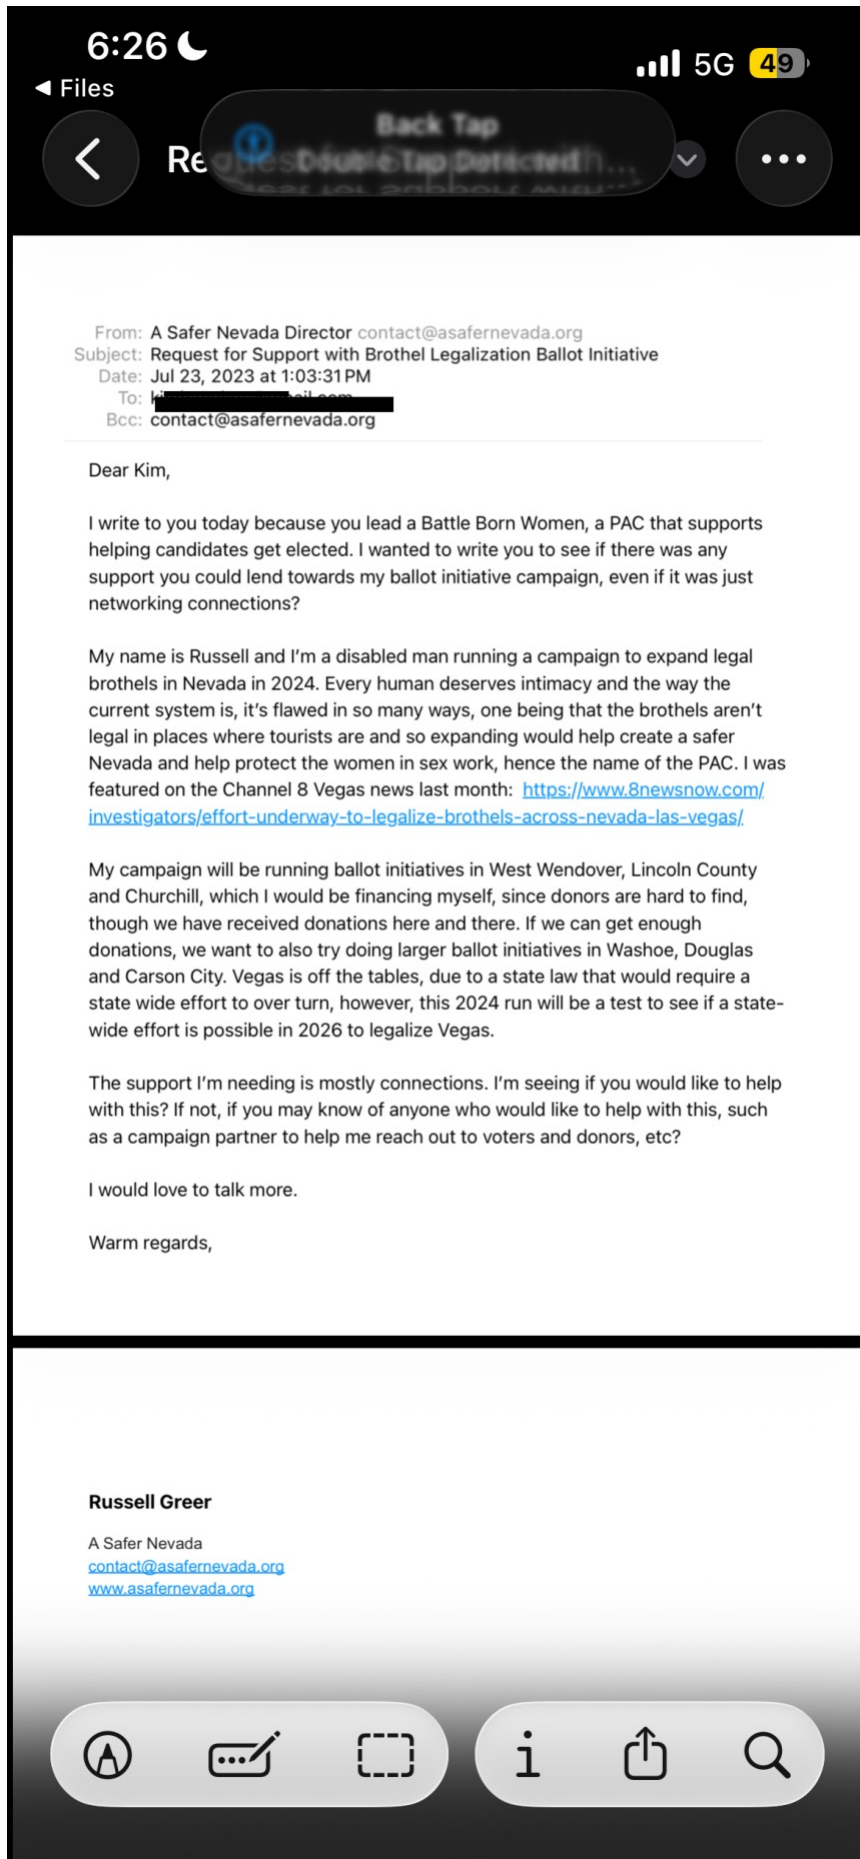 6:26
5G 49
Files
Back Tap
Double Tap Detected
Re
From: A Safer Nevada Director contact@asafernevada.org
Subject: Request for Support with Brothel Legalization Ballot Initiative
Date: Jul 23, 2023 at 1:03:31 PM
To:
Bcc: contact@asafernevada.org
Dear Kim,
I write to you today because you lead a Battle Born Women, a PAC that supports
helping candidates get elected. I wanted to write you to see if there was any
support you could lend towards my ballot initiative campaign, even if it was just
networking connections?
My name is Russell and I'm a disabled man running a campaign to expand legal
brothels in Nevada in 2024. Every human deserves intimacy and the way the
current system is, it's flawed in so many ways, one being that the brothels aren't
legal in places where tourists are and so expanding would help create a safer
Nevada and help protect the women in sex work, hence the name of the PAC. I was
featured on the Channel 8 Vegas news last month: https://www.8newsnow.com/
investigators/effort-underway-to-legalize-brothels-across-nevada-las-vegas/
My campaign will be running ballot initiatives in West Wendover, Lincoln County
and Churchill, which I would be financing myself, since donors are hard to find,
though we have received donations here and there. If we can get enough
donations, we want to also try doing larger ballot initiatives in Washoe, Douglas
and Carson City. Vegas is off the tables, due to a state law that would require a
state wide effort to over turn, however, this 2024 run will be a test to see if a state-
wide effort is possible in 2026 to legalize Vegas.
The support I'm needing is mostly connections. I'm seeing if you would like to help
with this? If not, if you may know of anyone who would like to help with this, such
as a campaign partner to help me reach out to voters and donors, etc?
I would love to talk more.
Warm regards,
Russell Greer
A Safer Nevada
contact@asafernevada.org
www.asafernevada.org